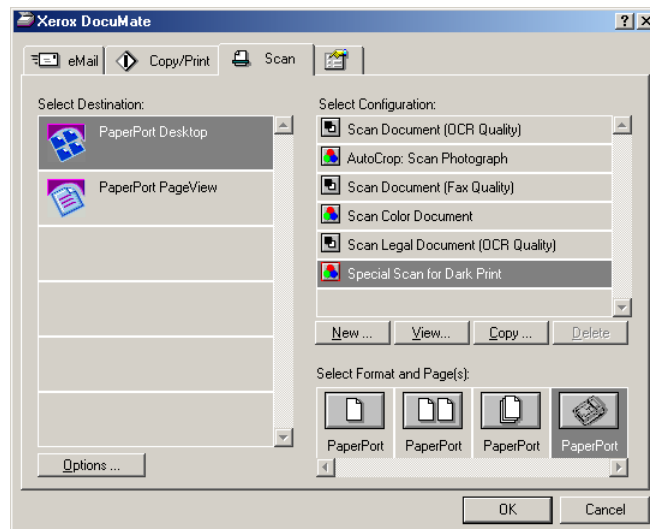 Xerox DocuMate
eMail
Copy/Print
Scan
Select Destination:
PaperPort Desktop
PaperPort PageView
Options ...
Select Configuration:
Scan Document (OCR Quality)
AutoCrop: Scan Photograph
Scan Document (Fax Quality)
Scan Color Document
Scan Legal Document (OCR Quality)
Special Scan for Dark Print
New ... View... Copy ... Delete
Select Format and Page(s):
PaperPort PaperPort PaperPort PaperPort
OK Cancel